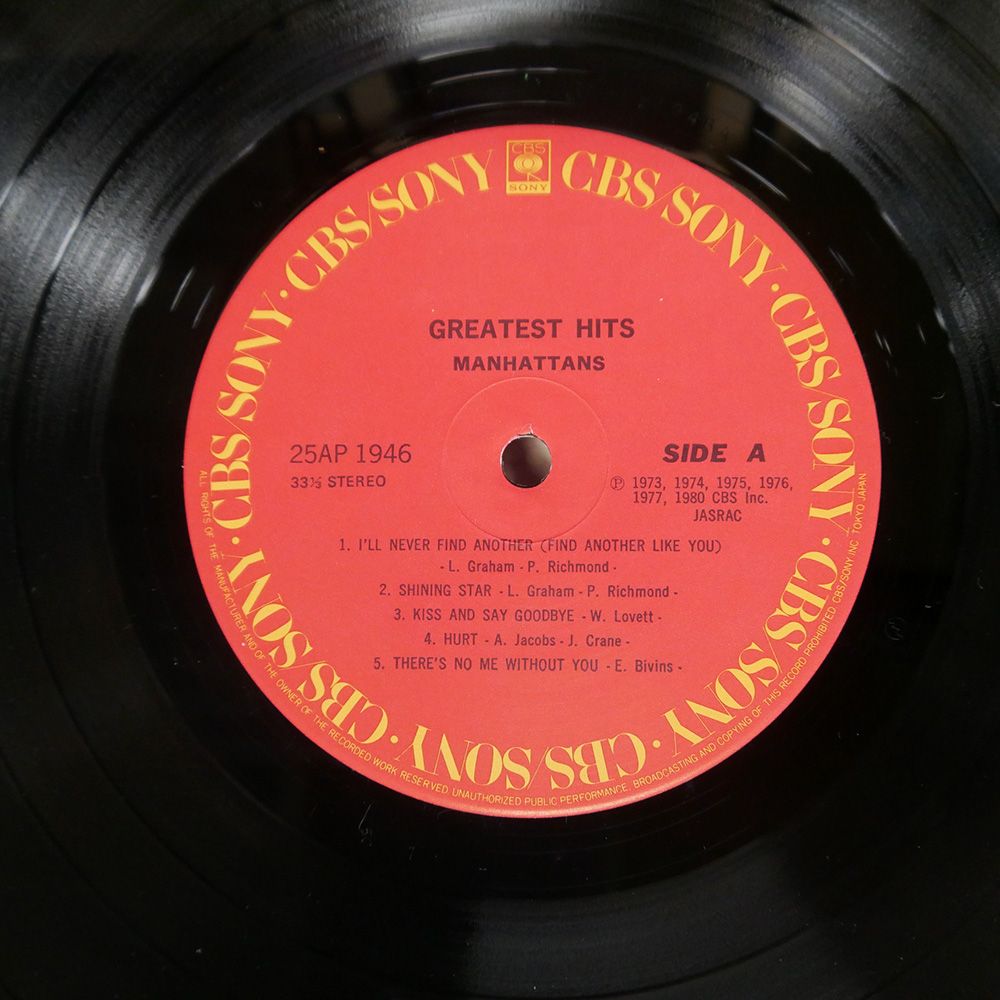 CBS/SONY · CBS/SONY · CBS/SONY · CBS/SONY · CBS/SONY · CBS/SONY · CBS/SONY · CBS/SONY · CBS/SONY · CBS/SONY
CBS
SONY
GREATEST HITS
MANHATTANS
25AP 1946
33⅓ STEREO
SIDE A
℗ 1973, 1974, 1975, 1976,
1977, 1980 CBS Inc.
JASRAC
1. I'LL NEVER FIND ANOTHER (FIND ANOTHER LIKE YOU)
- L. Graham - P. Richmond -
2. SHINING STAR - L. Graham - P. Richmond -
3. KISS AND SAY GOODBYE - W. Lovett -
4. HURT - A. Jacobs - J. Crane -
5. THERE'S NO ME WITHOUT YOU - E. Bivins -
ALL RIGHTS OF THE MANUFACTURER AND OF THE OWNER OF THE RECORDED WORK RESERVED. UNAUTHORIZED PUBLIC PERFORMANCE, BROADCASTING AND COPYING OF THIS RECORD PROHIBITED. CBS/SONY INC. TOKYO JAPAN